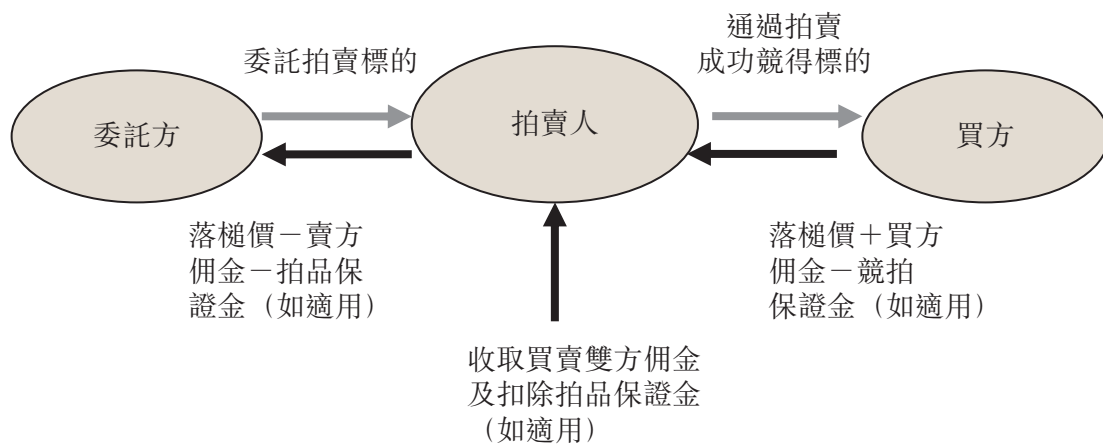 委託拍賣標的
通過拍賣
成功競得標的
委託方
拍賣人
買方
落槌價－賣方
佣金－拍品保
證金（如適用）
落槌價＋買方
佣金－競拍
保證金（如適用）
收取買賣雙方佣金
及扣除拍品保證金
（如適用）